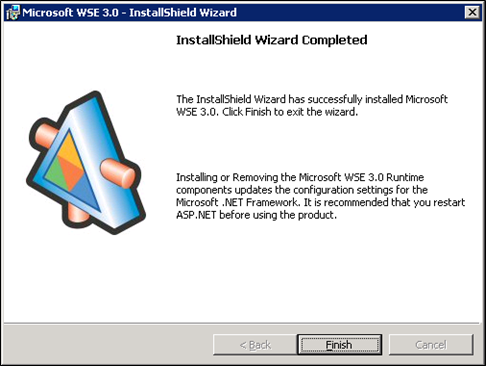 Microsoft WSE 3.0 - InstallShield Wizard
InstallShield Wizard Completed
The InstallShield Wizard has successfully installed Microsoft
WSE 3.0. Click Finish to exit the wizard.
Installing or Removing the Microsoft WSE 3.0 Runtime
components updates the configuration settings for the
Microsoft .NET Framework. It is recommended that you restart
ASP.NET before using the product.
< Back
Finish
Cancel